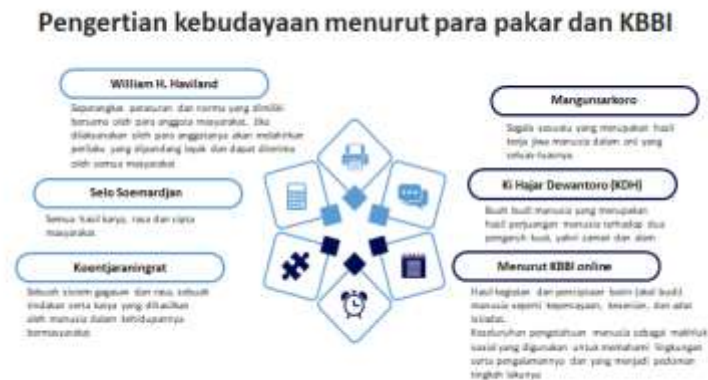 Pengertian kebudayaan menurut para pakar dan KBBI
William H. Haviland
Seperangkat peraturan dan norma yang dimiliki
bersama oleh para anggota masyarakat. Jika
dilaksanakan oleh para anggotanya akan melahirkan
perilaku yang dipandang layak dan dapat diterima
oleh semua masyarakat
Selo Soemardjan
Semua hasil karya, rasa dan cipta
masyarakat
Koentjaraningrat
Sebuah sistem gagasan dan rasa, sebuah
tindakan serta karya yang dihasilkan
oleh manusia dalam kehidupannya
bermasyarakat
Mangunsarkoro
Segala sesuatu yang merupakan hasil
kerja jiwa manusia dalam arti yang
seluas-luasnya
Ki Hajar Dewantoro (KDH)
Buah budi manusia yang merupakan
hasil perjuangan manusia terhadap dua
pengaruh kuat, yakni zaman dan alam
Menurut KBBI online
Hasil kegiatan dan penciptaan batin (akal budi)
manusia seperti kepercayaan, kesenian, dan adat
istiadat.
Keseluruhan pengetahuan manusia sebagai makhluk
sosial yang digunakan untuk memahami lingkungan
serta pengalamannya dan yang menjadi pedoman
tingkah lakunya